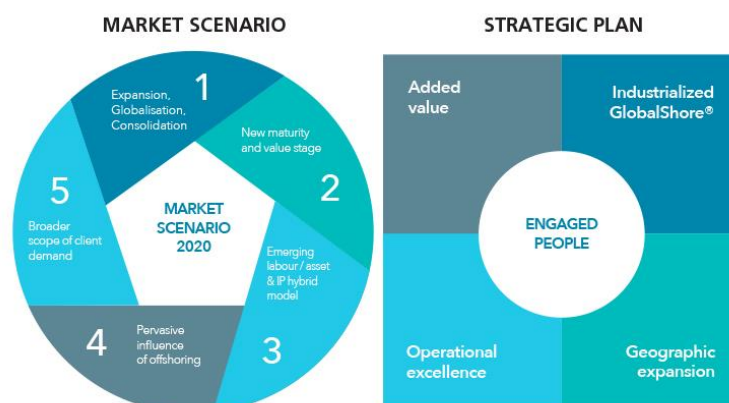 MARKET SCENARIO
1
Expansion,
Globalisation,
Consolidation
New maturity
and value stage
2
Emerging
labour / asset
& IP hybrid
model
3
4
Pervasive
influence
of offshoring
5
Broader
scope of client
demand
MARKET
SCENARIO
2020
STRATEGIC PLAN
Added
value
Industrialized
GlobalShore®
ENGAGED
PEOPLE
Operational
excellence
Geographic
expansion